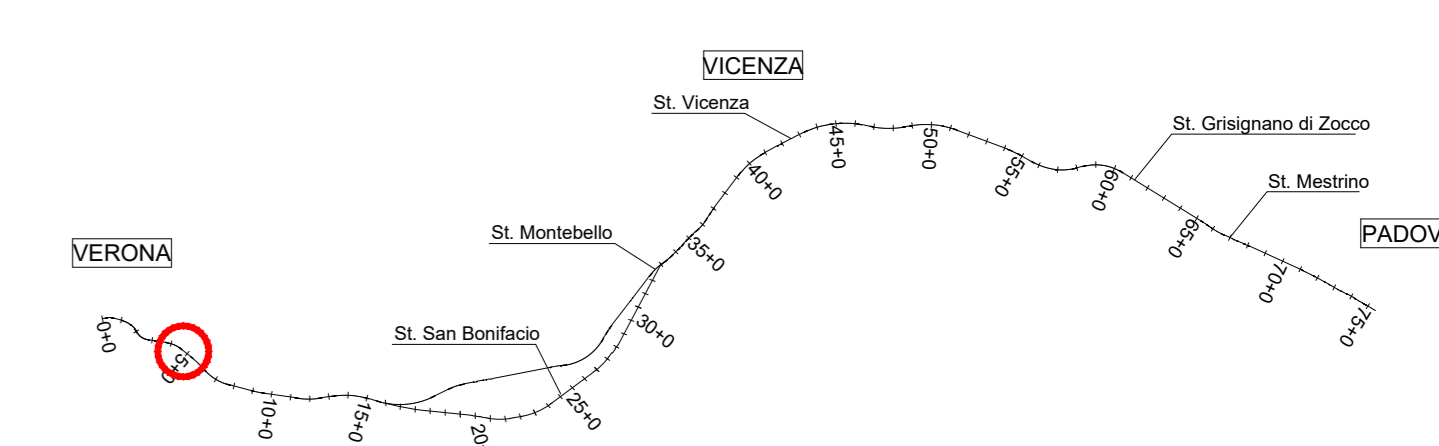 VICENZA
St. Vicenza
St. Grisignano di Zocco
45+0
50+0
55+0
40+0
60+0
St. Mestrino
St. Montebello
65+0
PADOV
VERONA
35+0
70+0
0+0
St. San Bonifacio
30+0
75+0
5+0
10+0
15+0
20
25+0